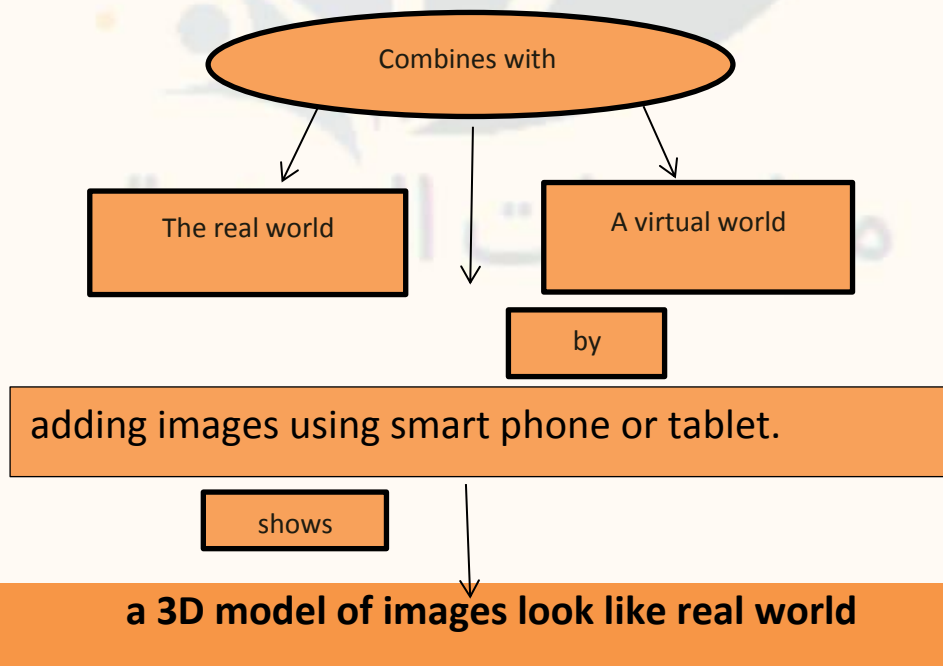 Combines with
The real world
A virtual world
by
adding images using smart phone or tablet.
shows
a 3D model of images look like real world